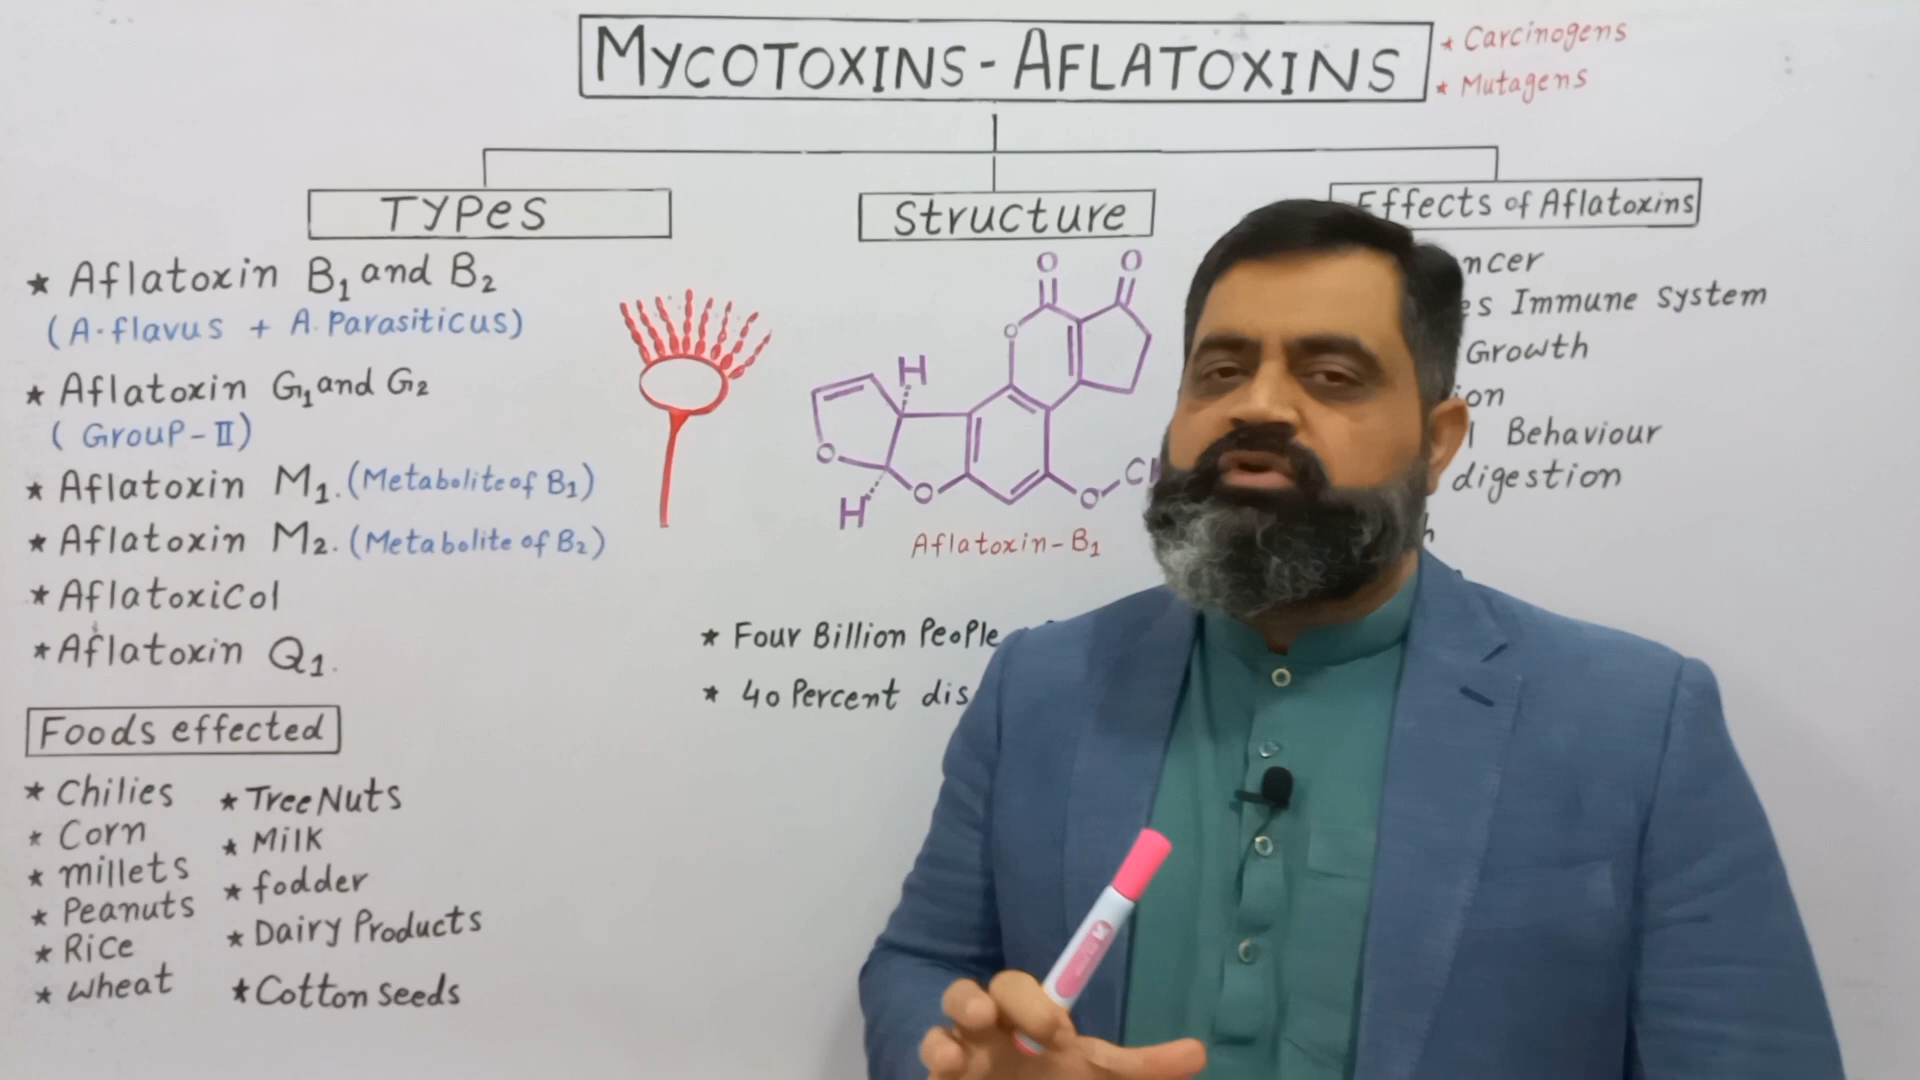 MYCOTOXINS - AFLATOXINS
* Carcinogens
* Mutagens
Types
* Aflatoxin B₁ and B₂
(A. flavus + A. Parasiticus)
* Aflatoxin G₁ and G₂
(Group-II)
* Aflatoxin M₁. (Metabolite of B₁)
* Aflatoxin M₂. (Metabolite of B₂)
* Aflatoxicol
* Aflatoxin Q₁.
Foods effected
* Chilies
* Corn
* millets
* Peanuts
* Rice
* wheat
* Tree Nuts
* Milk
* fodder
* Dairy Products
* Cotton seeds
Structure
O O
O
H
O
H
O
O
Aflatoxin-B₁
* Four Billion People
* 40 Percent
Effects of Aflatoxins
Immune System
Growth
Behaviour
digestion